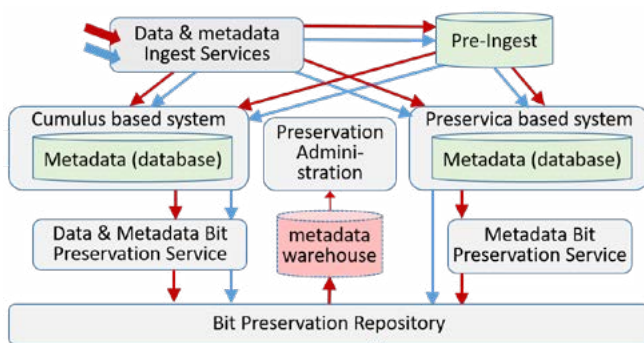 Data & metadata
Ingest Services
Pre-Ingest
Cumulus based system
Metadata (database)
Preservation
Admini-
stration
Preservica based system
Metadata (database)
Data & Metadata Bit
Preservation Service
metadata
warehouse
Metadata Bit
Preservation Service
Bit Preservation Repository